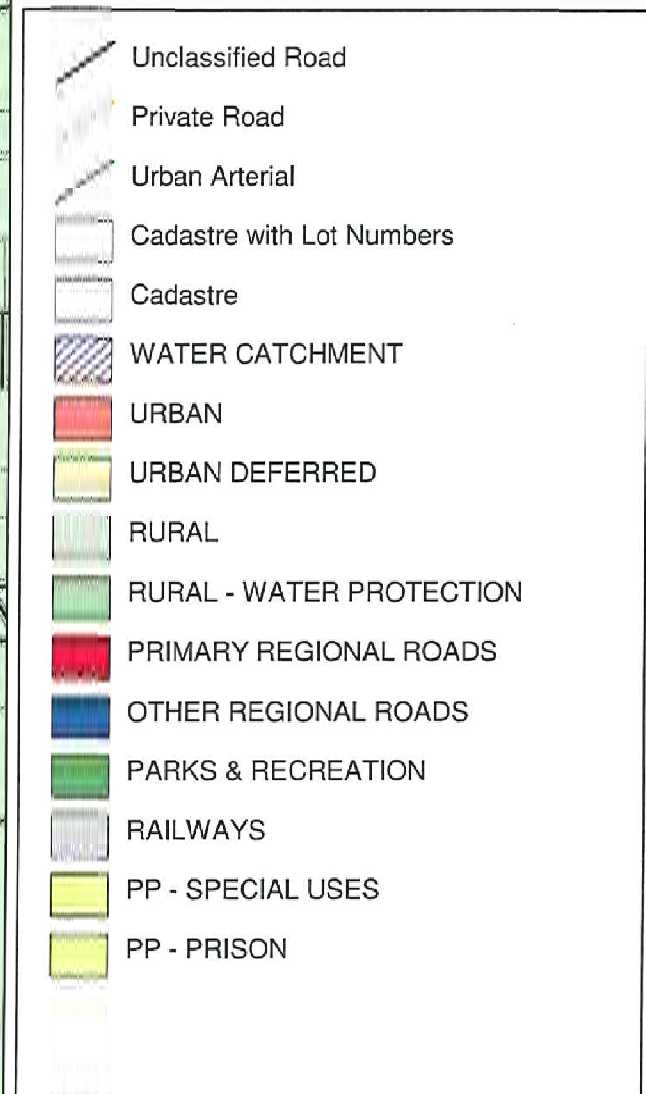 Unclassified Road
Private Road
Urban Arterial
Cadastre with Lot Numbers
Cadastre
WATER CATCHMENT
URBAN
URBAN DEFERRED
RURAL
RURAL - WATER PROTECTION
PRIMARY REGIONAL ROADS
OTHER REGIONAL ROADS
PARKS & RECREATION
RAILWAYS
PP - SPECIAL USES
PP - PRISON